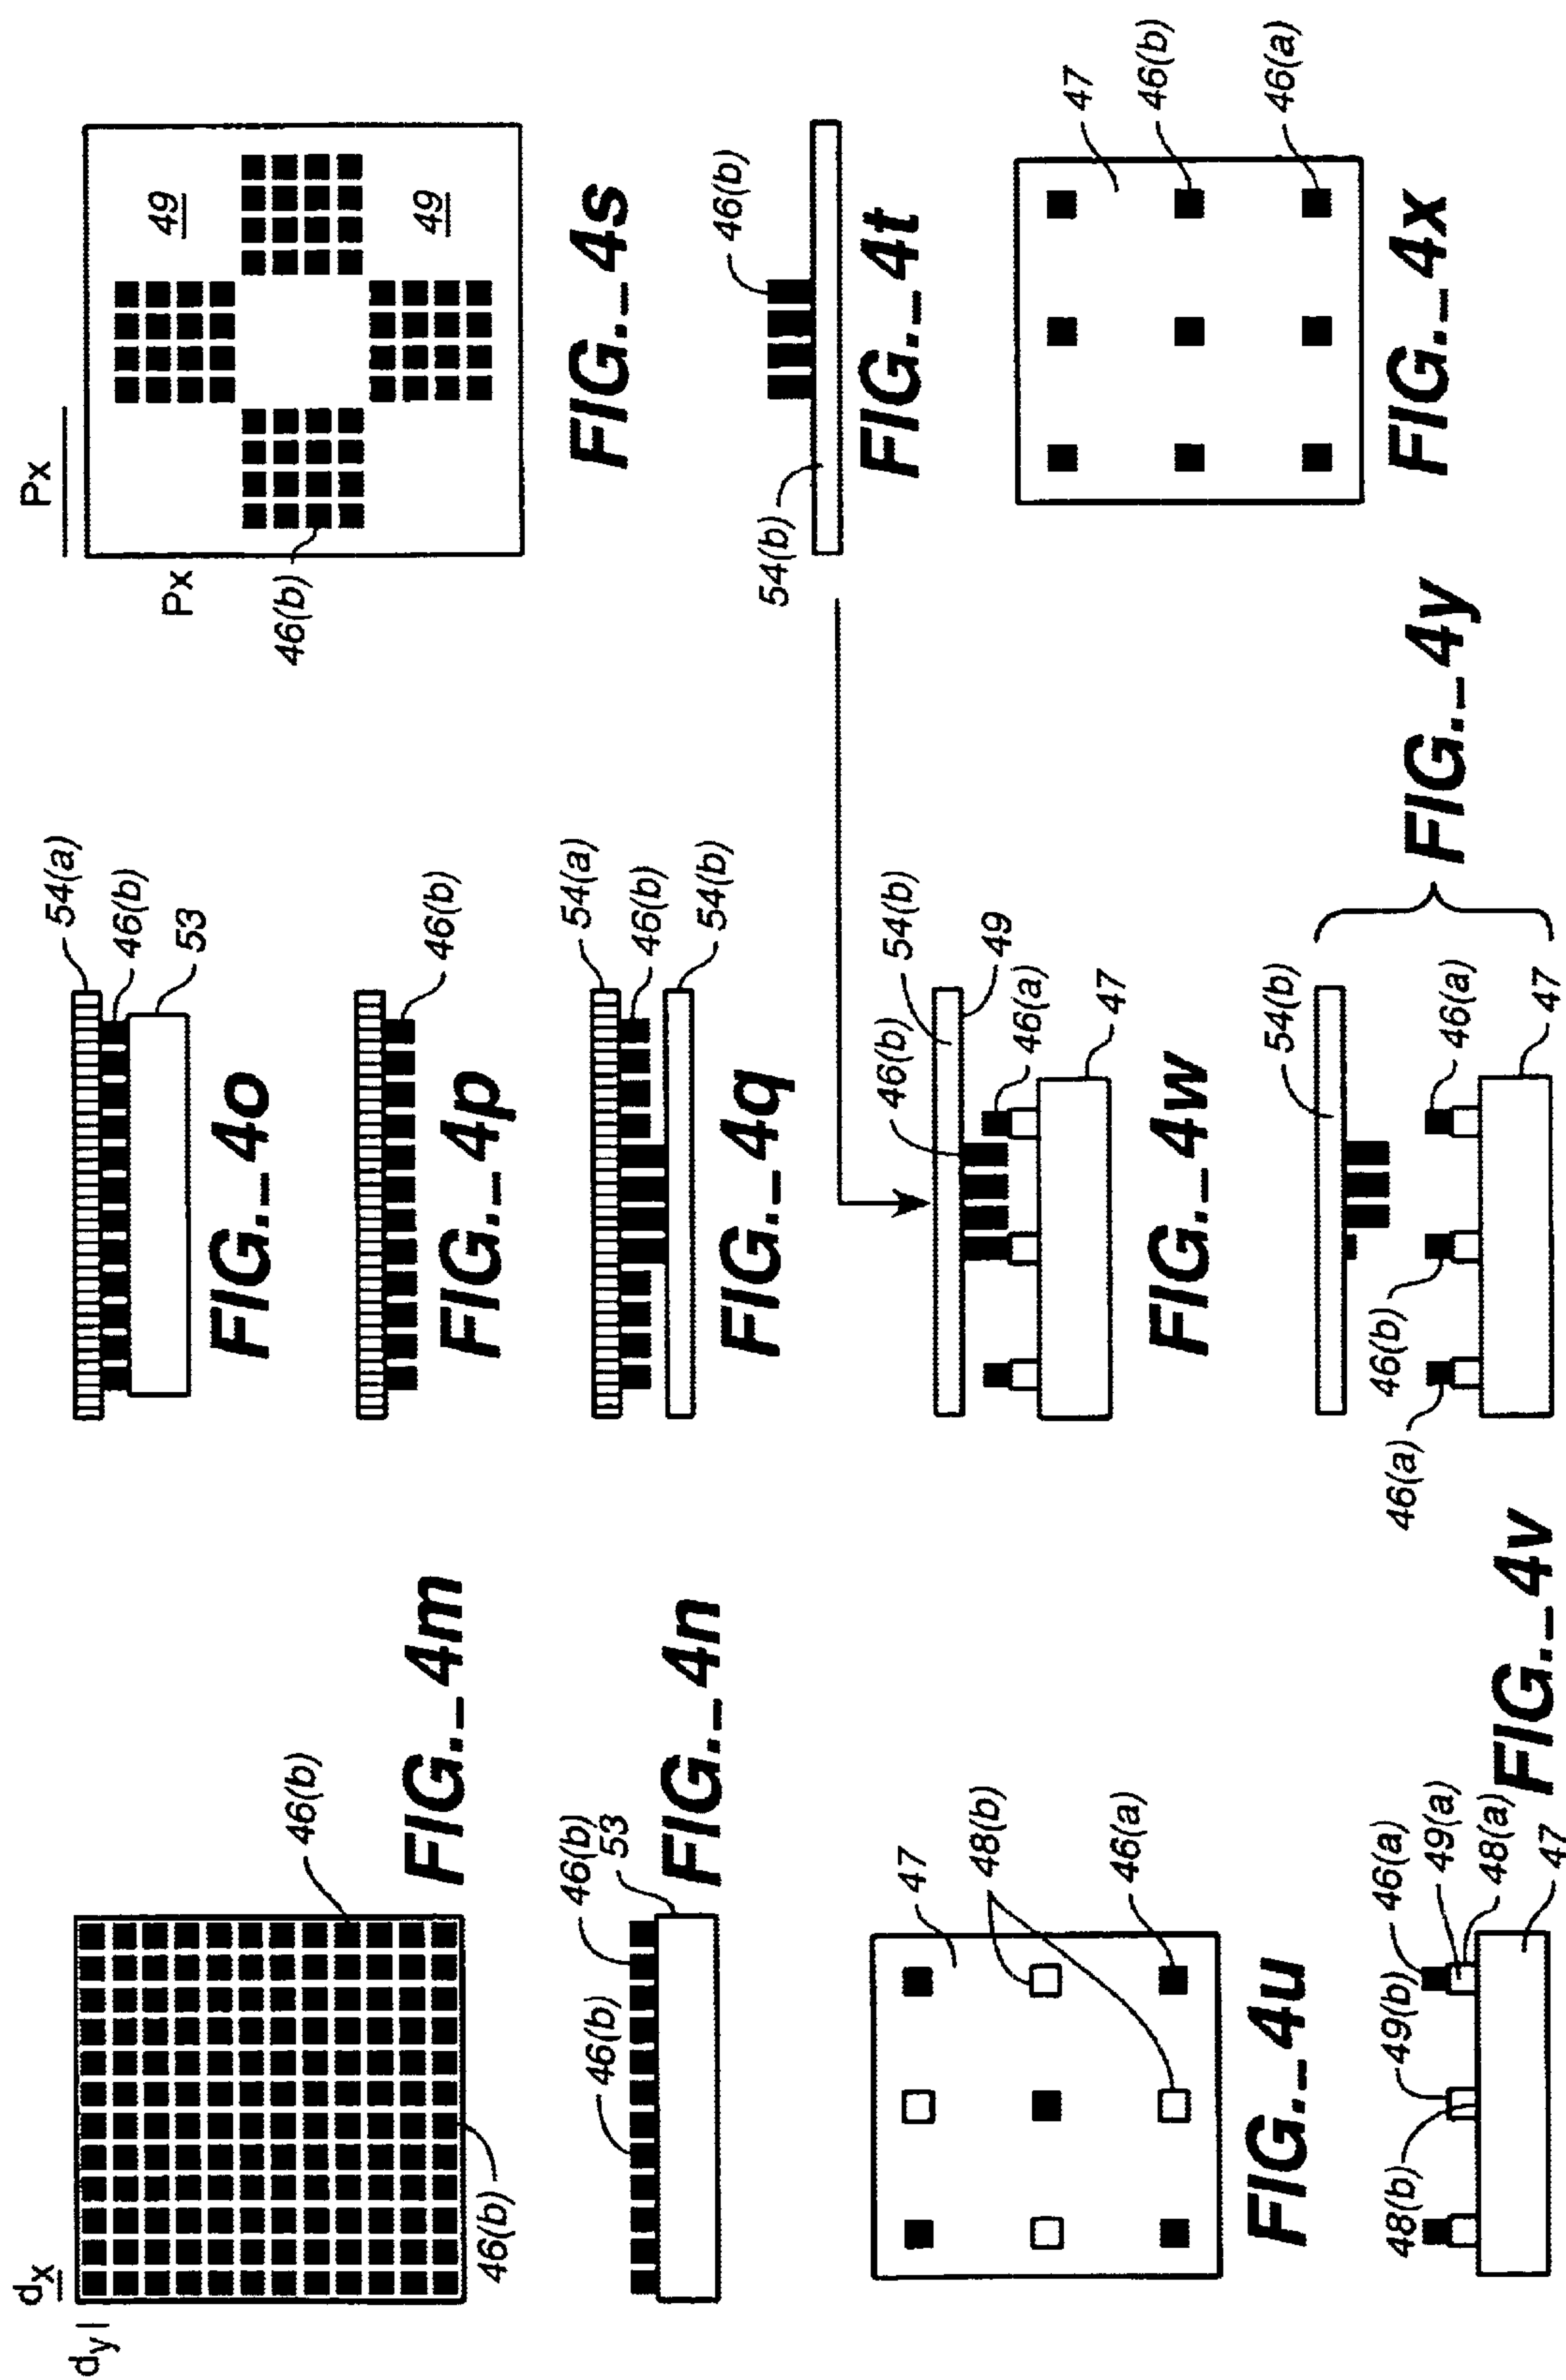 dx
dy
46(b)
46(b)
FIG._4m
46(b)
46(b)
53
FIG._4n
47
48(b)
46(a)
FIG._4u
48(b)
49(b)
46(a)
49(a)
48(a)
47
FIG._4v
54(a)
46(b)
53
FIG._4o
46(b)
FIG._4p
54(a)
46(b)
54(b)
FIG._4q
46(b)
54(b)
49
46(a)
47
FIG._4w
46(a)
46(b)
54(b)
46(a)
47
FIG._4y
Px
Px
46(b)
49
49
FIG._4s
54(b)
46(b)
FIG._4t
47
46(b)
46(a)
FIG._4x